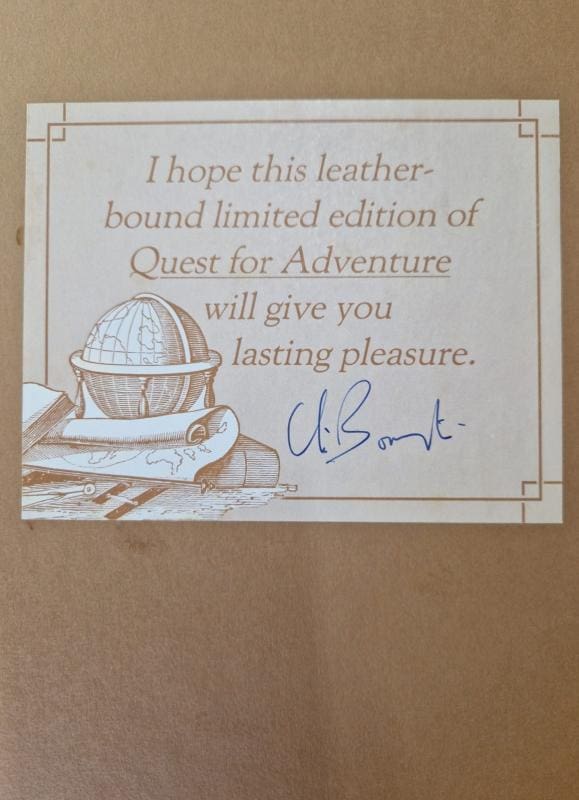 I hope this leather-
bound limited edition of
Quest for Adventure
will give you
lasting pleasure.